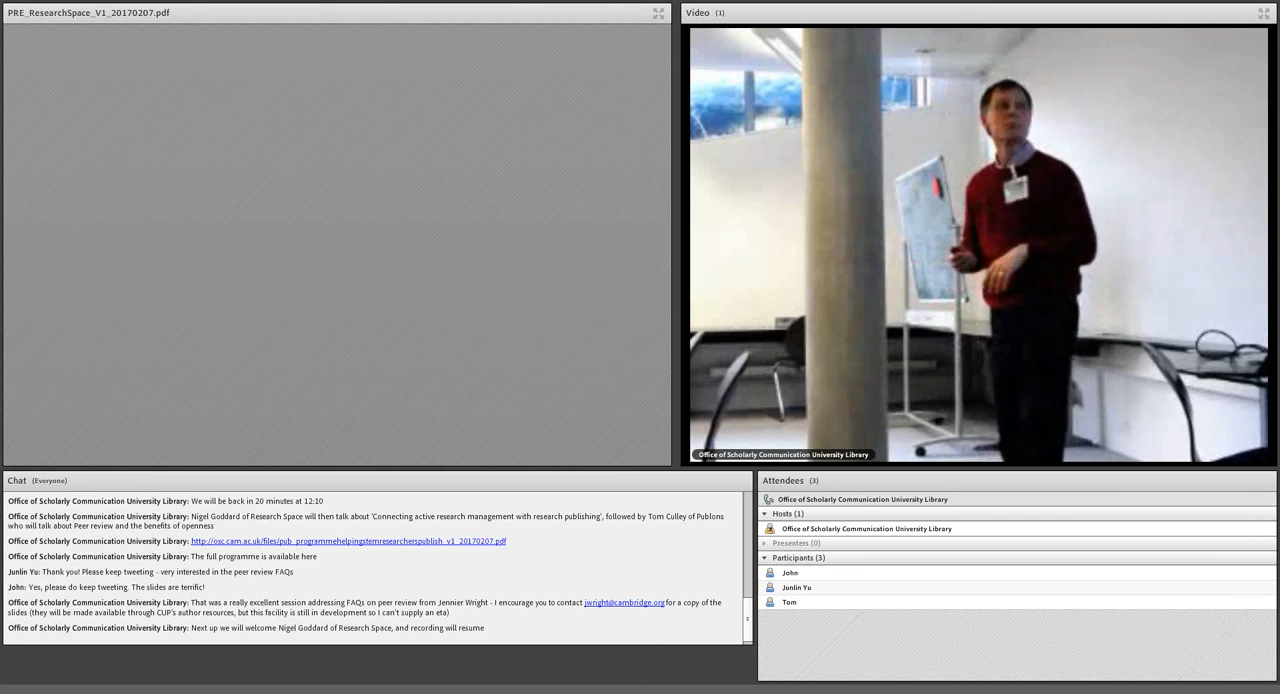 PRE_ResearchSpace_V1_20170207.pdf
Video (1)
Office of Scholarly Communication University Library
Chat (Everyone)
Office of Scholarly Communication University Library: We will be back in 20 minutes at 12:10
Office of Scholarly Communication University Library: Nigel Goddard of Research Space will then talk about 'Connecting active research management with research publishing', followed by Tom Culley of Publons
who will talk about Peer review and the benefits of openness
Office of Scholarly Communication University Library: http://osc.cam.ac.uk/files/pub_programmehelpingstemresearcherspublish_v1_20170207.pdf
Office of Scholarly Communication University Library: The full programme is available here
Junlin Yu: Thank you! Please keep tweeting - very interested in the peer review FAQs
John: Yes, please do keep tweeting. The slides are terrific!
Office of Scholarly Communication University Library: That was a really excellent session addressing FAQs on peer review from Jennier Wright - I encourage you to contact jwright@cambridge.org for a copy of the
slides (they will be made available through CUP's author resources, but this facility is still in development so I can't supply an eta)
Office of Scholarly Communication University Library: Next up we will welcome Nigel Goddard of Research Space, and recording will resume
Attendees (3)
Office of Scholarly Communication University Library
Hosts (1)
Office of Scholarly Communication University Library
Presenters (0)
Participants (3)
John
Junlin Yu
Tom